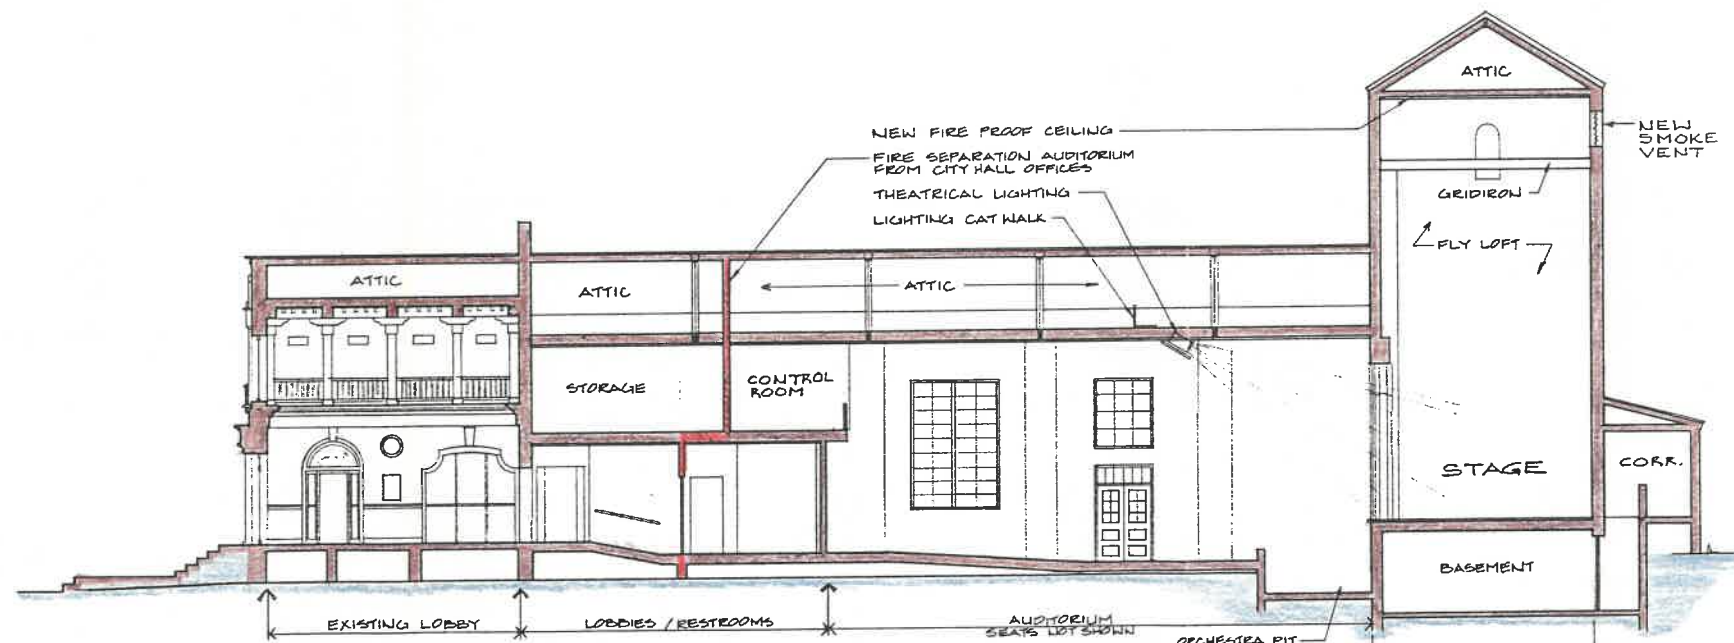 ATTIC
NEW FIRE PROOF CEILING
NEW
SMOKE
VENT
FIRE SEPARATION AUDITORIUM
FROM CITY HALL OFFICES
THEATRICAL LIGHTING
GRIDIRON
LIGHTING CAT WALK
FLY LOFT
ATTIC
ATTIC
ATTIC
STORAGE
CONTROL
ROOM
STAGE
CORR.
BASEMENT
EXISTING LOBBY
LOBBIES / RESTROOMS
AUDITORIUM
SEATS NOT SHOWN
ORCHESTRA PIT